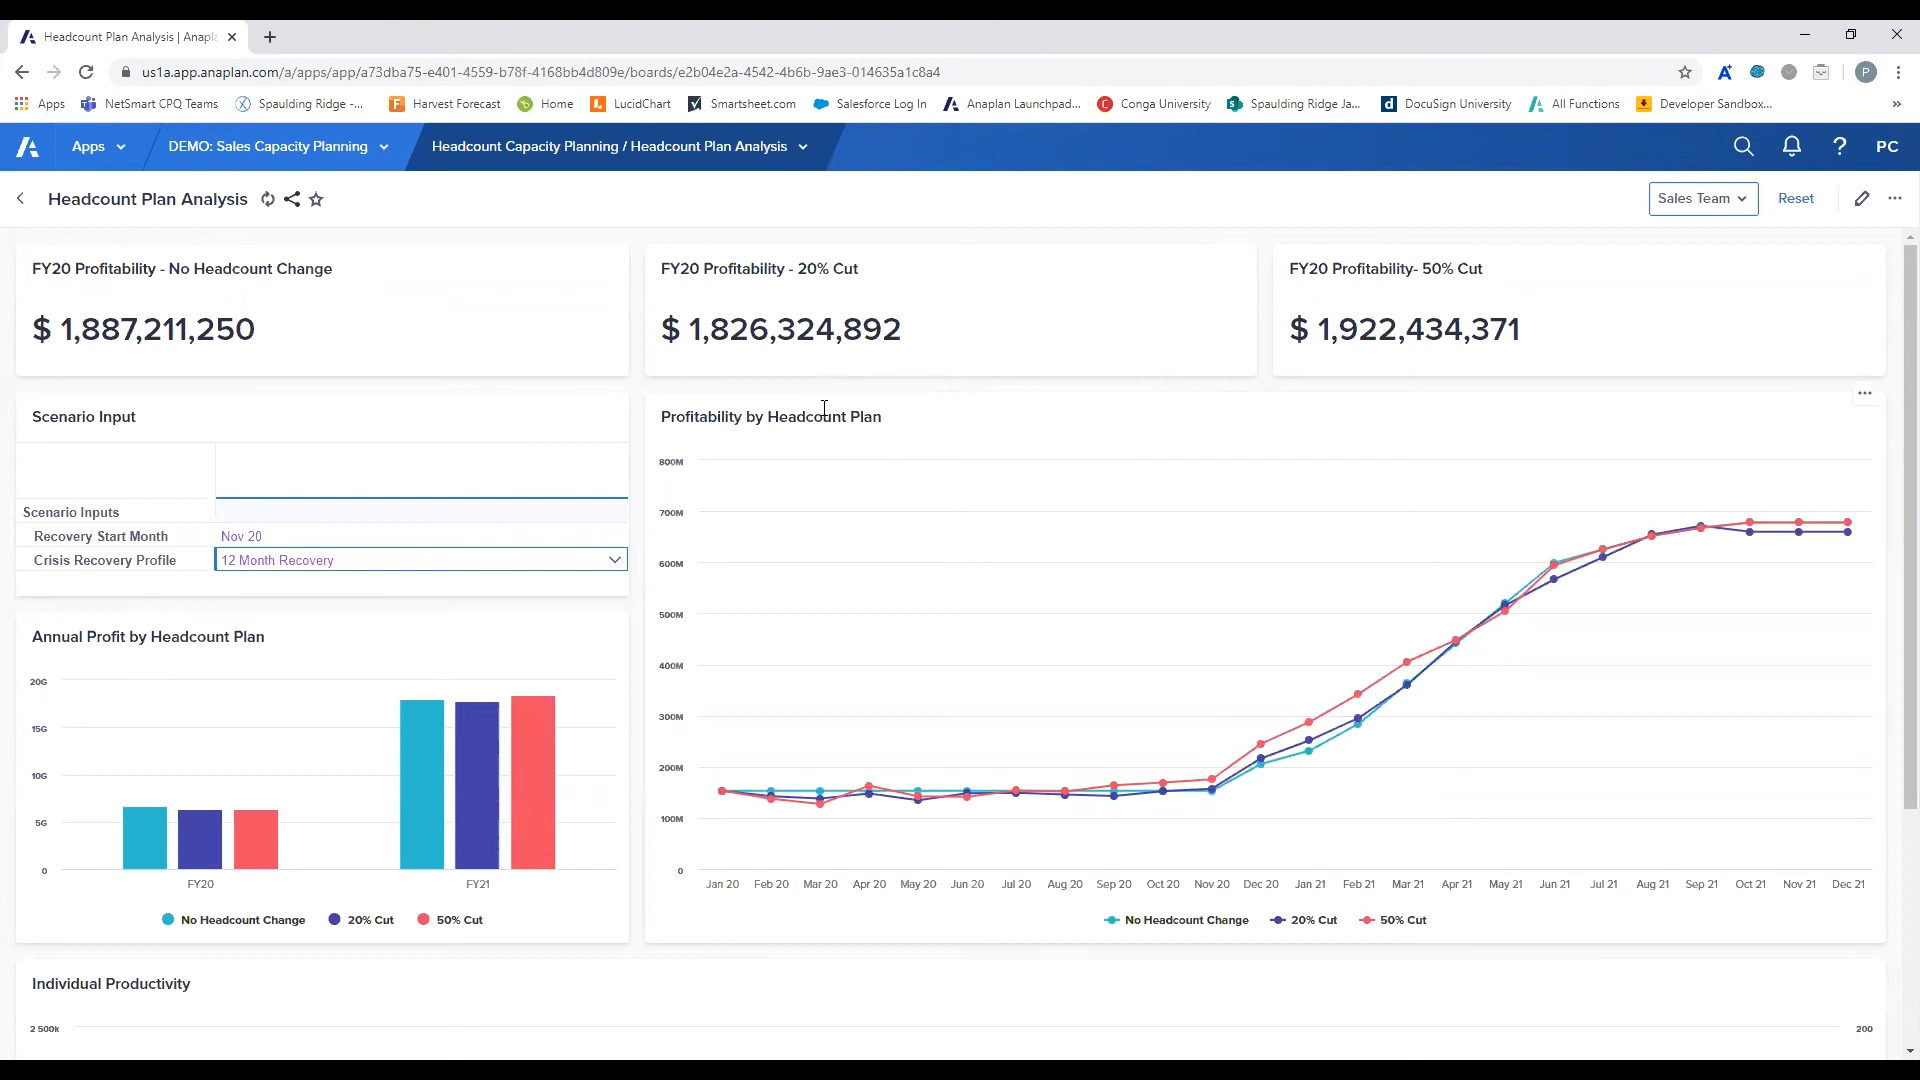 Headcount Plan Analysis | Anapla
us1a.app.anaplan.com/a/apps/app/a73dba75-e401-4559-b78f-4168bb4d809e/boards/e2b04e2a-4542-4b6b-9ae3-014635a1c8a4
P
Apps NetSmart CPQ Teams Spaulding Ridge -... Harvest Forecast Home LucidChart Smartsheet.com Salesforce Log In Anaplan Launchpad... Conga University Spaulding Ridge Ja... DocuSign University All Functions Developer Sandbox... »
Apps DEMO: Sales Capacity Planning Headcount Capacity Planning / Headcount Plan Analysis ? PC
Headcount Plan Analysis Sales Team Reset
FY20 Profitability - No Headcount Change
$ 1,887,211,250
FY20 Profitability - 20% Cut
$ 1,826,324,892
FY20 Profitability- 50% Cut
$ 1,922,434,371
Scenario Input
Scenario Inputs
Recovery Start Month Nov 20
Crisis Recovery Profile 12 Month Recovery
Annual Profit by Headcount Plan
20G
15G
10G
5G
0
FY20 FY21
No Headcount Change 20% Cut 50% Cut
Profitability by Headcount Plan
800M
700M
600M
500M
400M
300M
200M
100M
0
Jan 20 Feb 20 Mar 20 Apr 20 May 20 Jun 20 Jul 20 Aug 20 Sep 20 Oct 20 Nov 20 Dec 20 Jan 21 Feb 21 Mar 21 Apr 21 May 21 Jun 21 Jul 21 Aug 21 Sep 21 Oct 21 Nov 21 Dec 21
No Headcount Change 20% Cut 50% Cut
Individual Productivity
2 500k 200